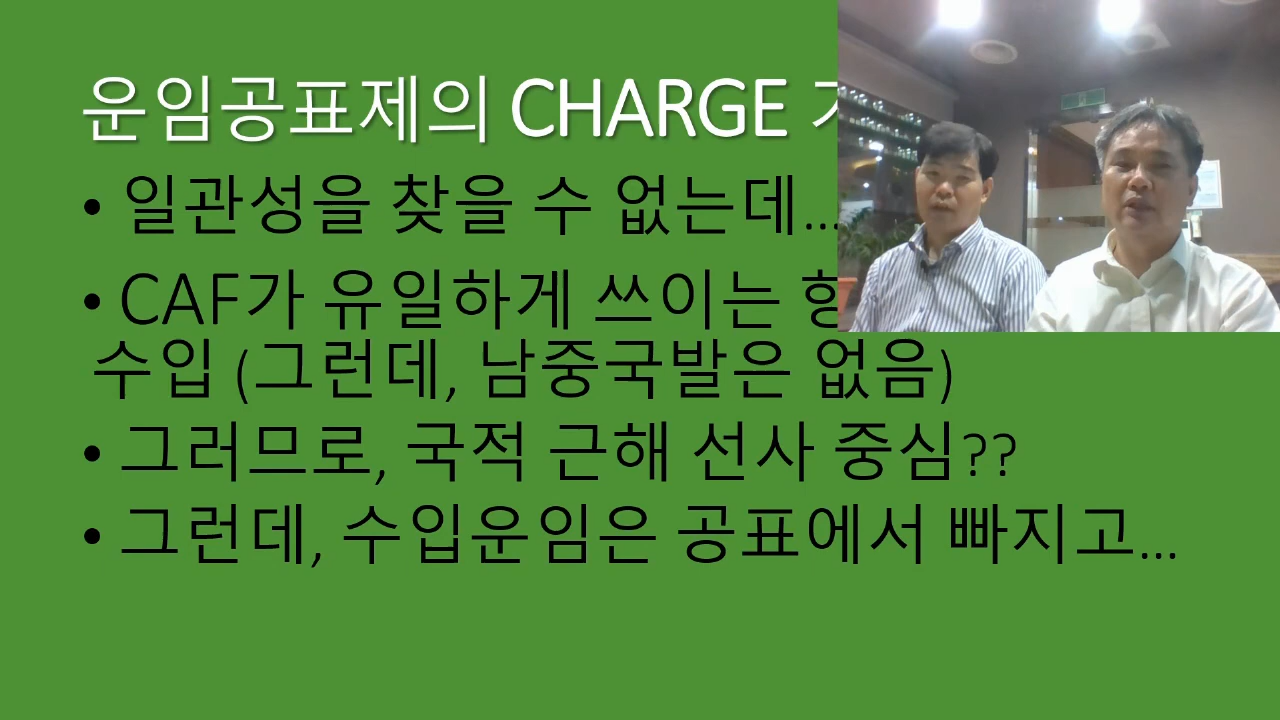 운임공표제의 CHARGE
• 일관성을 찾을 수 없는데...
• CAF가 유일하게 쓰이는
수입 (그런데, 남중국발은 없음)
• 그러므로, 국적 근해 선사 중심??
• 그런데, 수입운임은 공표에서 빠지고...